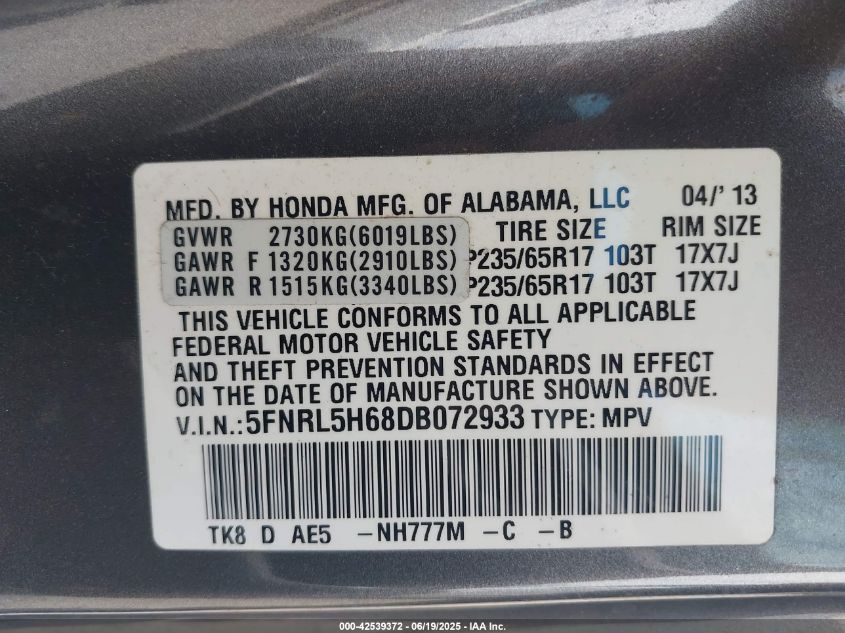 MFD. BY HONDA MFG. OF ALABAMA, LLC 04/' 13
GVWR 2730KG(6019LBS) TIRE SIZE RIM SIZE
GAWR F 1320KG(2910LBS) P235/65R17 103T 17X7J
GAWR R 1515KG(3340LBS) P235/65R17 103T 17X7J
THIS VEHICLE CONFORMS TO ALL APPLICABLE
FEDERAL MOTOR VEHICLE SAFETY
AND THEFT PREVENTION STANDARDS IN EFFECT
ON THE DATE OF MANUFACTURE SHOWN ABOVE.
V.I.N.:5FNRL5H68DB072933 TYPE: MPV
TK8 D AE5 -NH777M -C -B
000-42539372 - 06/19/2025 - IAA Inc.